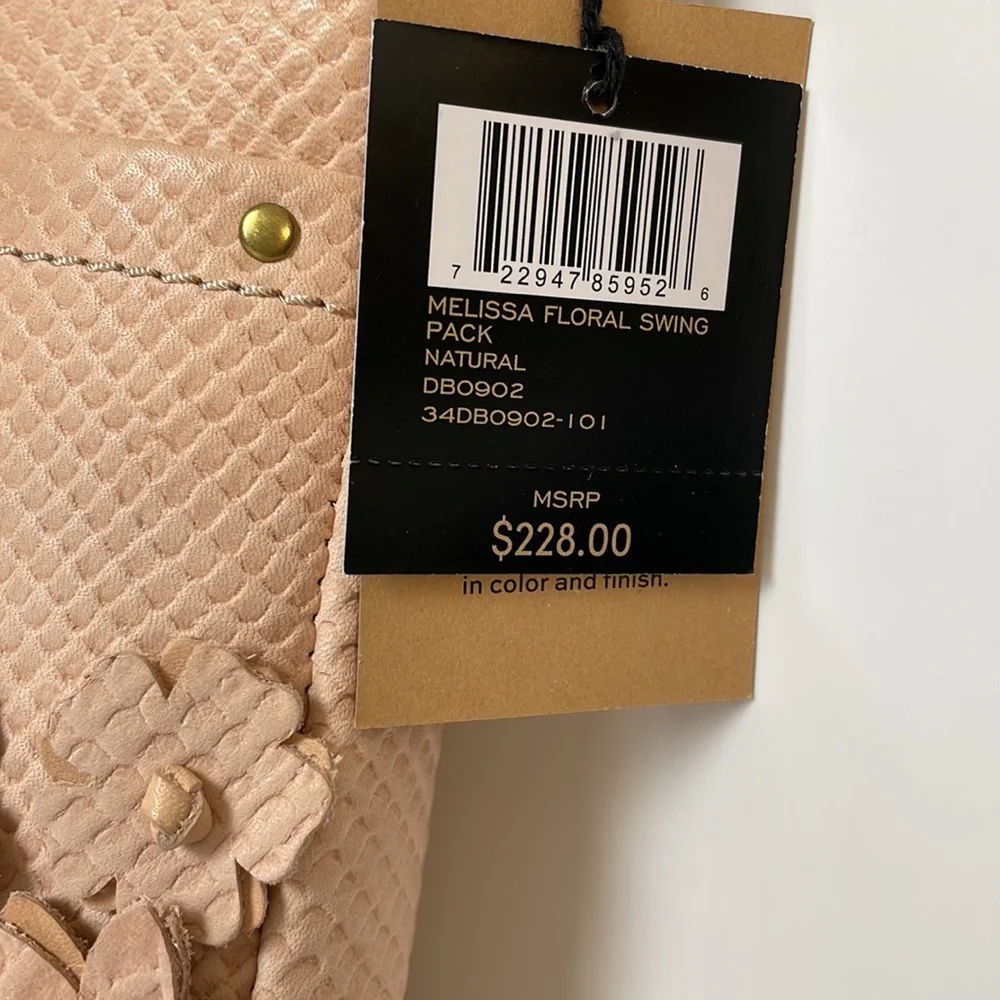 7 22947 85952 6
MELISSA FLORAL SWING
PACK
NATURAL
DB0902
34DB0902-101
MSRP
$228.00
in color and finish.